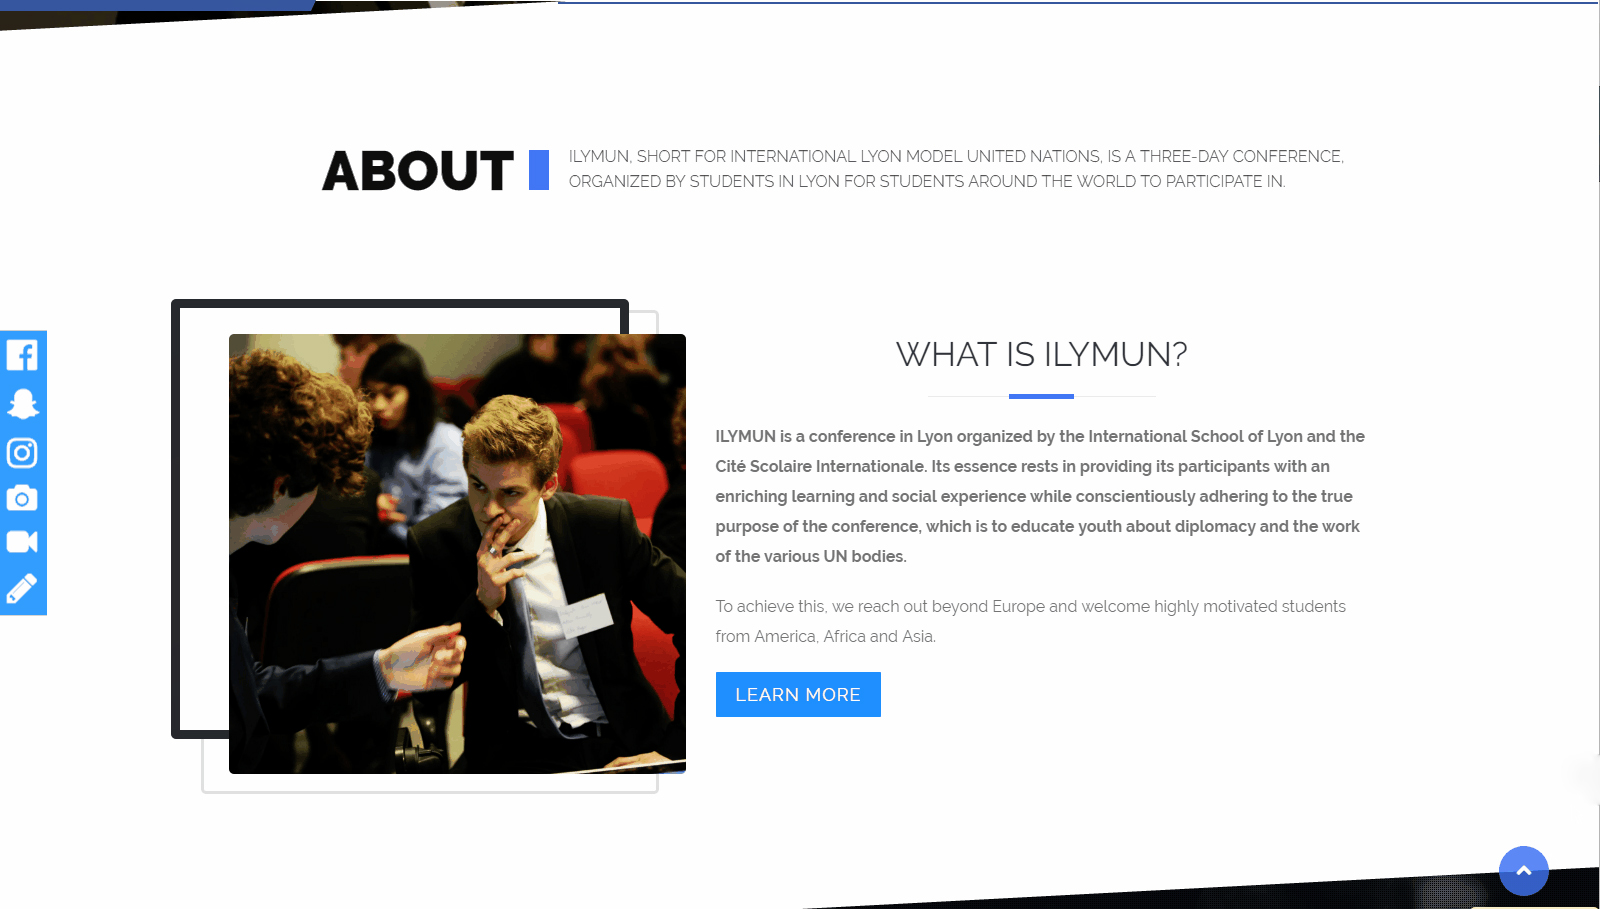 ABOUT
ILYMUN, SHORT FOR INTERNATIONAL LYON MODEL UNITED NATIONS, IS A THREE-DAY CONFERENCE,
ORGANIZED BY STUDENTS IN LYON FOR STUDENTS AROUND THE WORLD TO PARTICIPATE IN.
WHAT IS ILYMUN?
ILYMUN is a conference in Lyon organized by the International School of Lyon and the
Cité Scolaire Internationale. Its essence rests in providing its participants with an
enriching learning and social experience while conscientiously adhering to the true
purpose of the conference, which is to educate youth about diplomacy and the work
of the various UN bodies.
To achieve this, we reach out beyond Europe and welcome highly motivated students
from America, Africa and Asia.
LEARN MORE